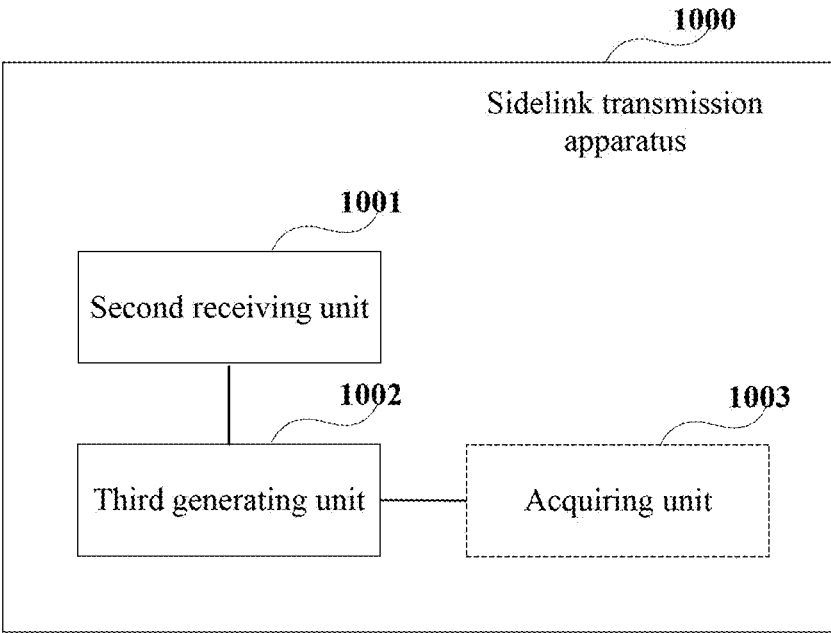 1000
Sidelink transmission
apparatus
1001
Second receiving unit
1002
1003
Third generating unit
Acquiring unit